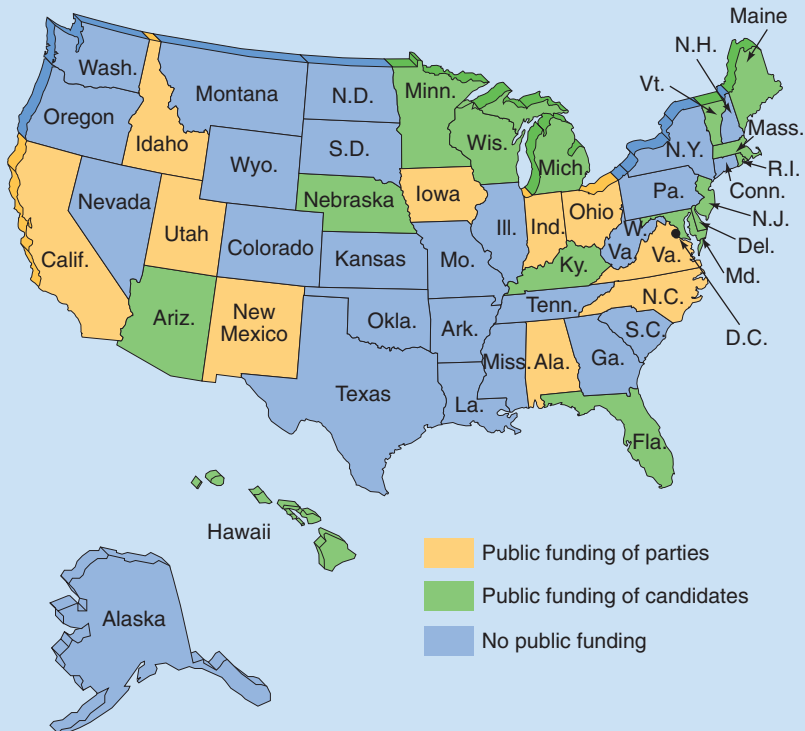 Maine
N.H.
Vt.
Wash.
Montana
N.D.
Minn.
Oregon
Idaho
Wis.
Mass.
S.D.
Mich.
N.Y.
R.I.
Wyo.
Conn.
Nebraska
Iowa
Pa.
N.J.
Nevada
Ill.
Ind.
Ohio
Utah
W.
Va.
Del.
Colorado
Calif.
Kansas
Mo.
Va.
Md.
Ky.
N.C.
Ariz.
New
Mexico
Okla.
Tenn.
D.C.
Ark.
S.C.
Miss.
Ala.
Ga.
Texas
La.
Fla.
Hawaii
Public funding of parties
Public funding of candidates
Alaska
No public funding